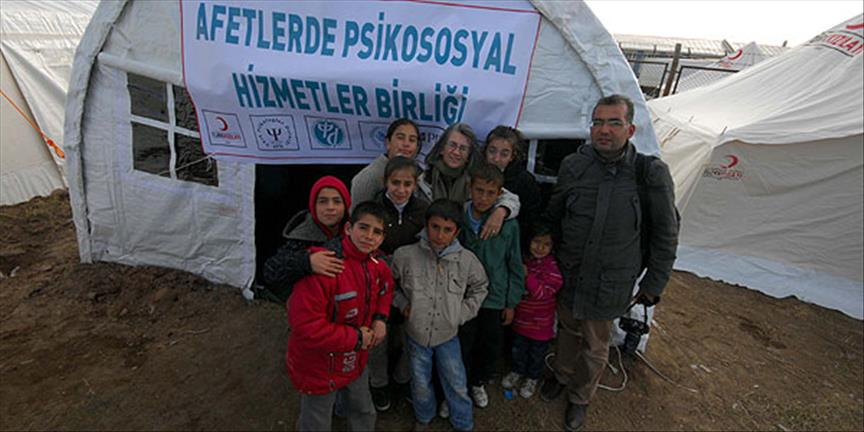 AFETLERDE PSİKOSOSYAL
HİZMETLER BİRLİĞİ